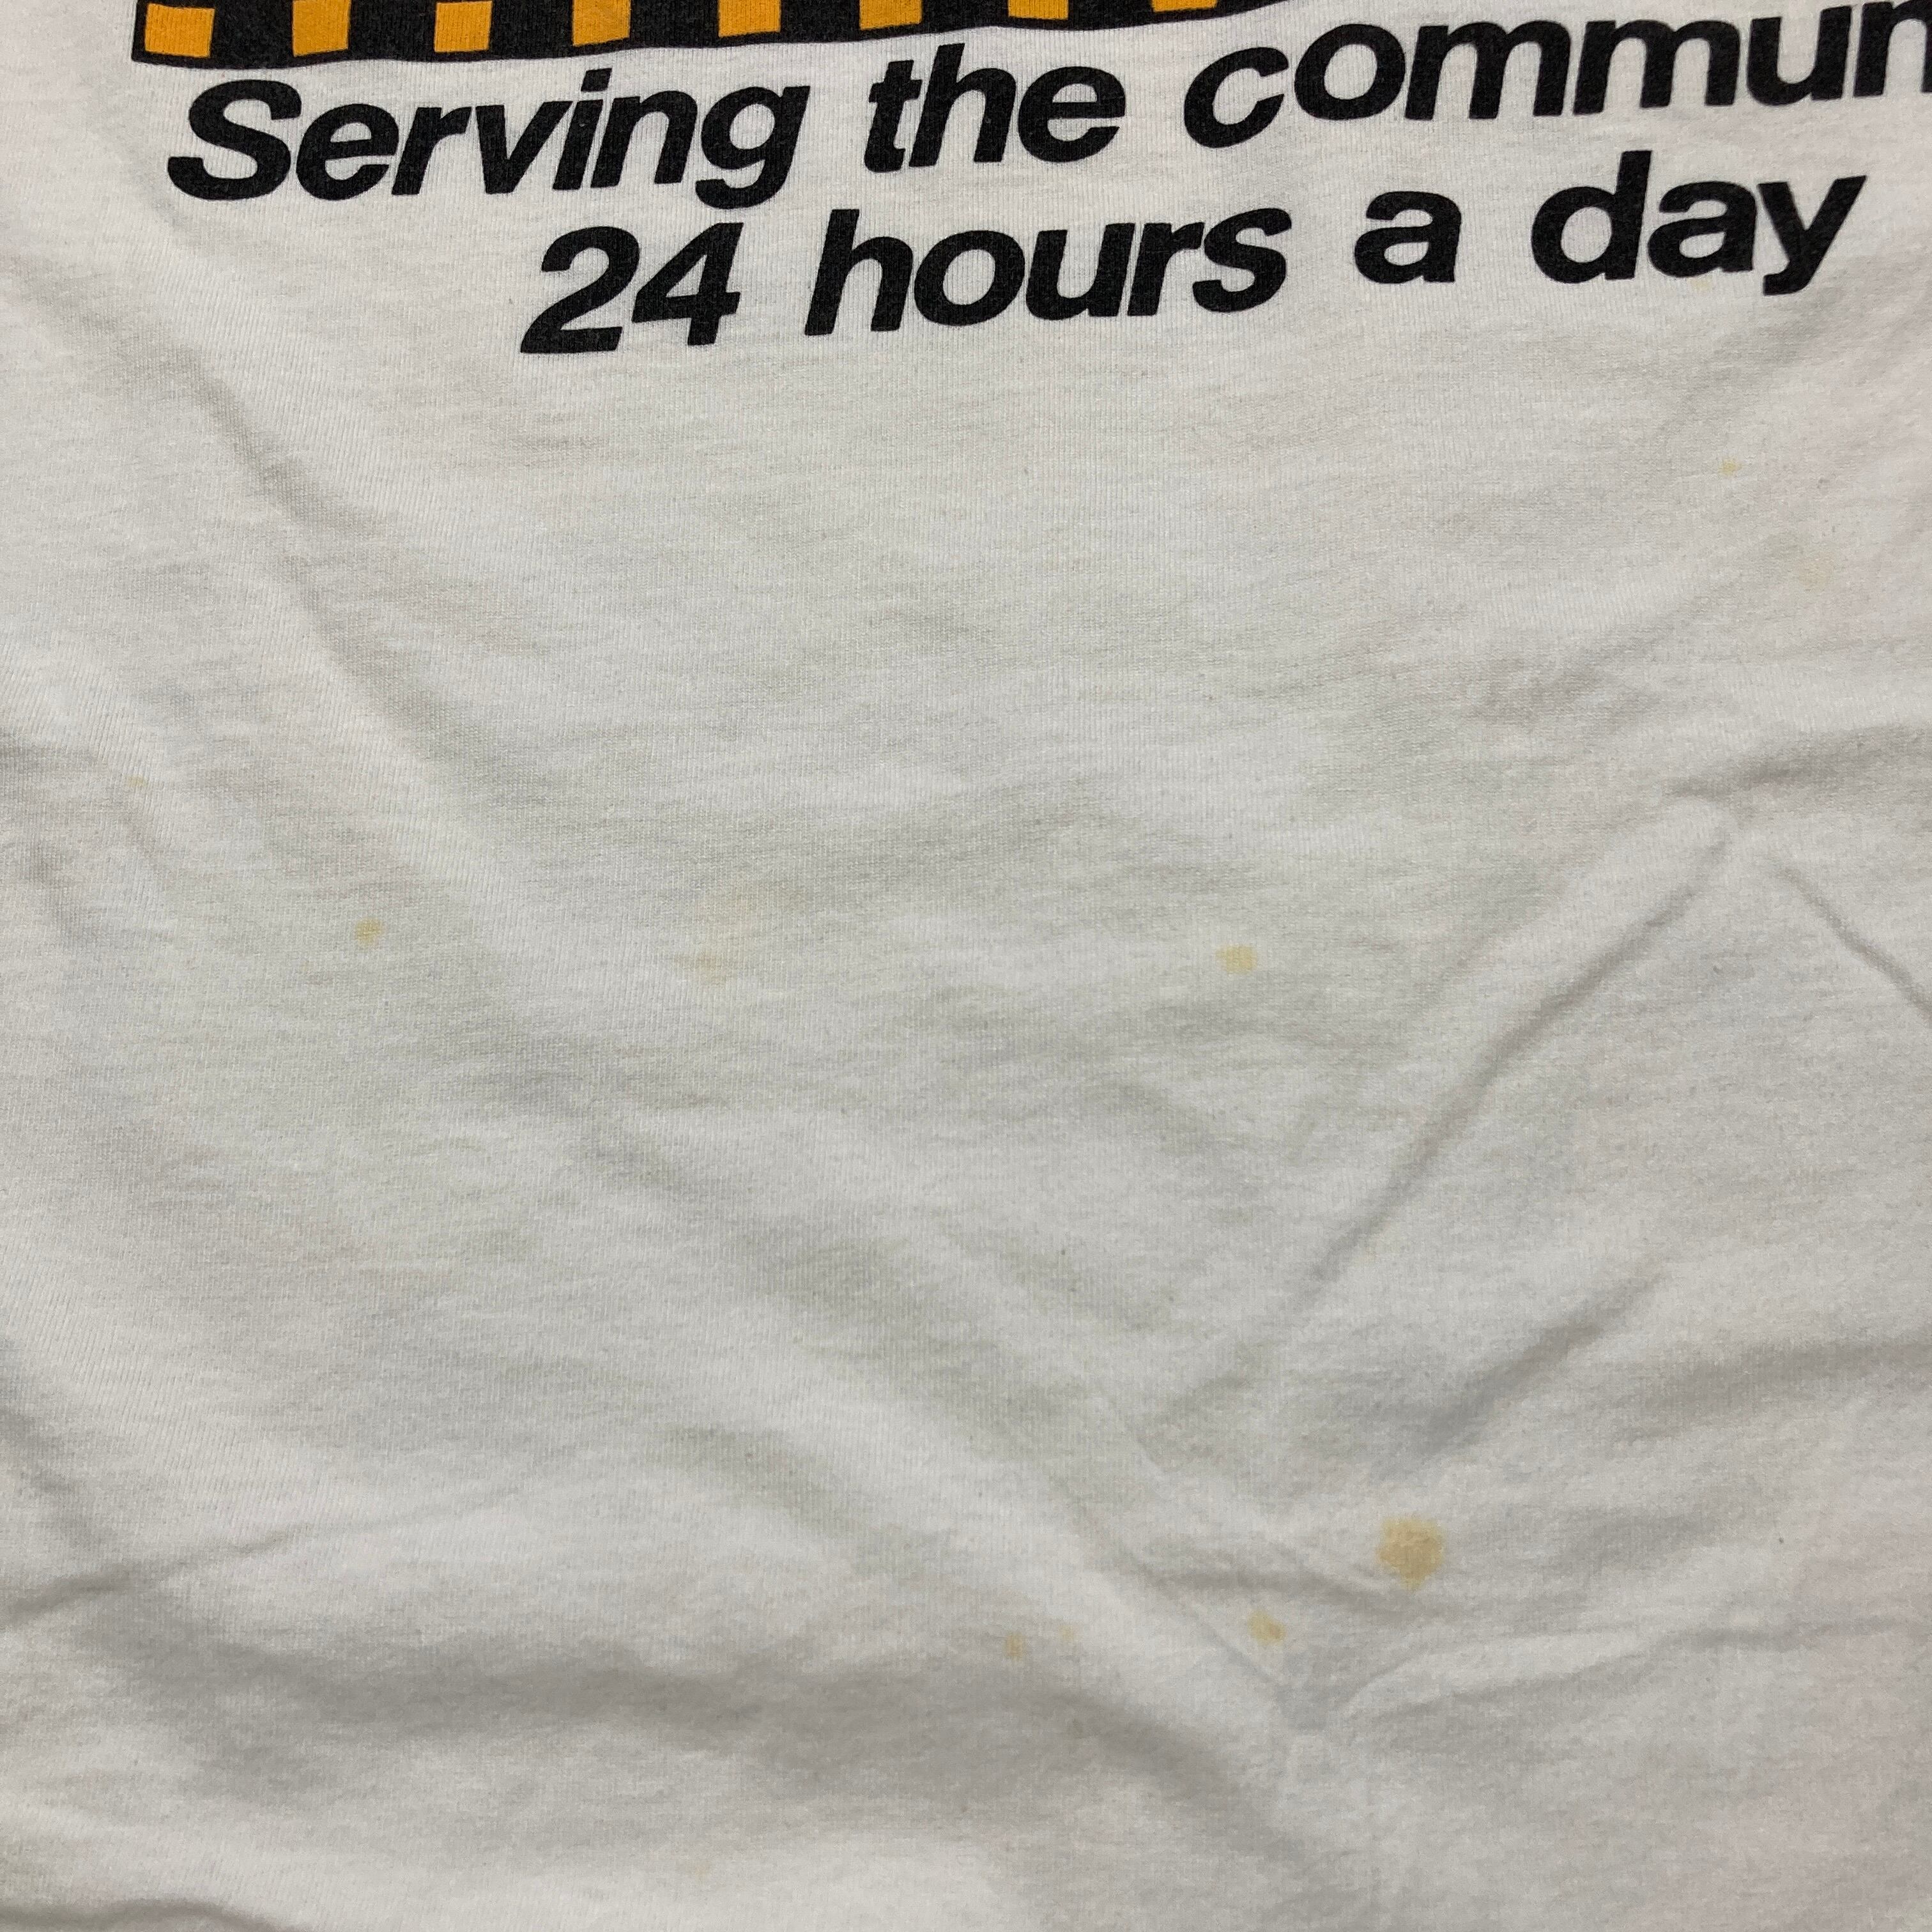 Serving the commun
24 hours a day